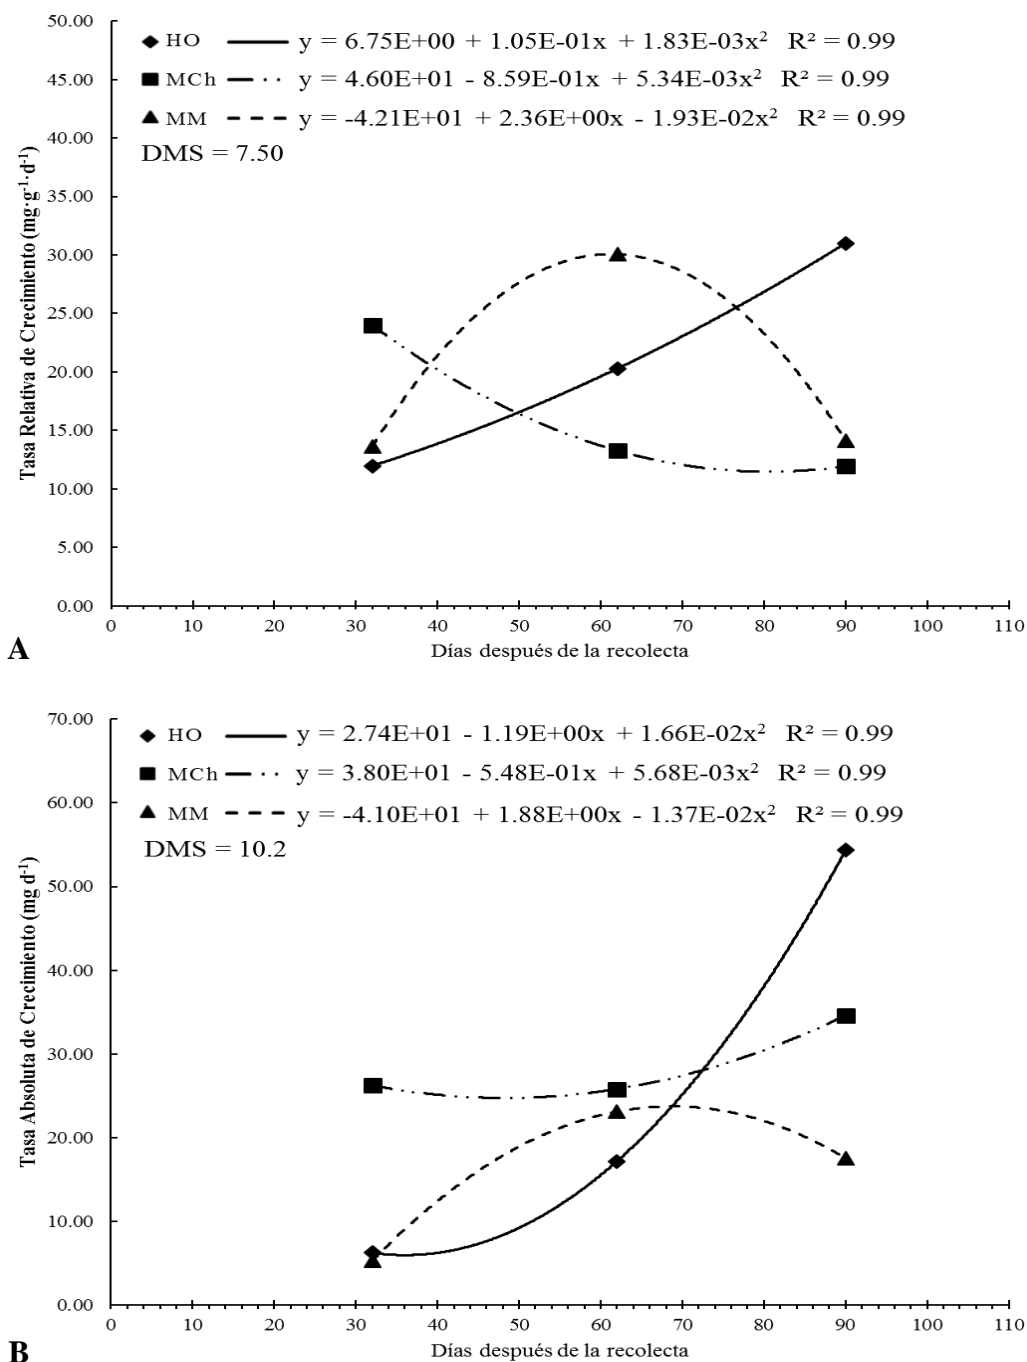 50.00
45.00
40.00
35.00
30.00
25.00
20.00
15.00
10.00
5.00
0.00
Tasa Relativa de Crecimiento (mg·g⁻¹·d⁻¹)
HO y = 6.75E+00 + 1.05E-01x + 1.83E-03x² R² = 0.99
MCh y = 4.60E+01 - 8.59E-01x + 5.34E-03x² R² = 0.99
MM y = -4.21E+01 + 2.36E+00x - 1.93E-02x² R² = 0.99
DMS = 7.50
0 10 20 30 40 50 60 70 80 90 100 110
Días después de la recolecta
A
70.00
60.00
50.00
40.00
30.00
20.00
10.00
0.00
Tasa Absoluta de Crecimiento (mg d⁻¹)
HO y = 2.74E+01 - 1.19E+00x + 1.66E-02x² R² = 0.99
MCh y = 3.80E+01 - 5.48E-01x + 5.68E-03x² R² = 0.99
MM y = -4.10E+01 + 1.88E+00x - 1.37E-02x² R² = 0.99
DMS = 10.2
0 10 20 30 40 50 60 70 80 90 100 110
Días después de la recolecta
B